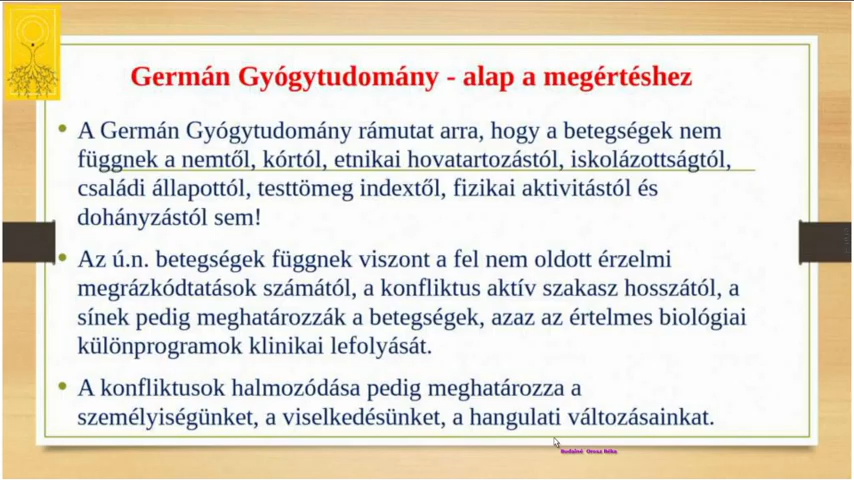 Germán Gyógytudomány - alap a megértéshez
• A Germán Gyógytudomány rámutat arra, hogy a betegségek nem
függnek a nemtől, kórtól, etnikai hovatartozástól, iskolázottságtól,
családi állapottól, testtömeg indextől, fizikai aktivitástól és
dohányzástól sem!
• Az ú.n. betegségek függnek viszont a fel nem oldott érzelmi
megrázkódtatások számától, a konfliktus aktív szakasz hosszától, a
sínek pedig meghatározzák a betegségek, azaz az értelmes biológiai
különprogramok klinikai lefolyását.
• A konfliktusok halmozódása pedig meghatározza a
személyiségünket, a viselkedésünket, a hangulati változásainkat.